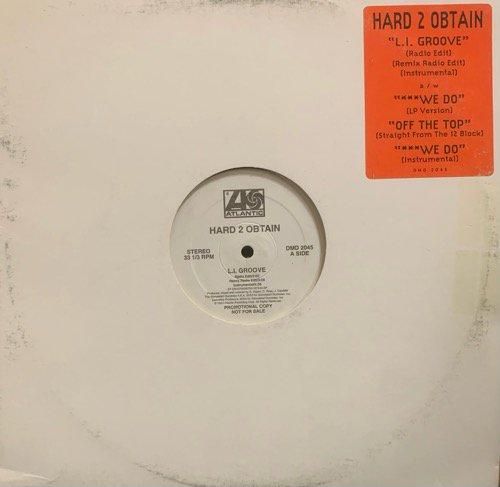 HARD 2 OBTAIN
"L.I. GROOVE"
(Radio Edit)
(Remix Radio Edit)
(Instrumental)
b/w
"***WE DO"
(LP Version)
"OFF THE TOP"
(Straight From The 12 Block)
"***WE DO"
(Instrumental)
DMD 2045
ATLANTIC
HARD 2 OBTAIN
STEREO
33 1/3 RPM
DMD 2045
A SIDE
L.I. GROOVE
PROMOTIONAL COPY
NOT FOR SALE